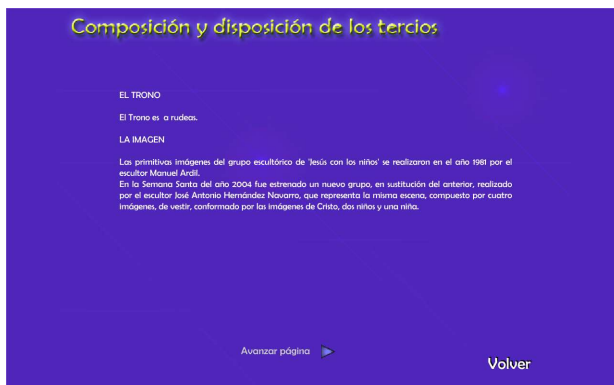 Composición y disposición de los tercios
EL TRONO
El Trono es a rudeas.
LA IMAGEN
Las primitivas imágenes del grupo escultórico de 'Jesús con los niños' se realizaron en el año 1981 por el
escultor Manuel Ardil.
En la Semana Santa del año 2004 fue estrenado un nuevo grupo, en sustitución del anterior, realizado
por el escultor José Antonio Hernández Navarro, que representa la misma escena, compuesto por cuatro
imágenes, de vestir, conformado por las imágenes de Cristo, dos niños y una niña.
Avanzar página
Volver